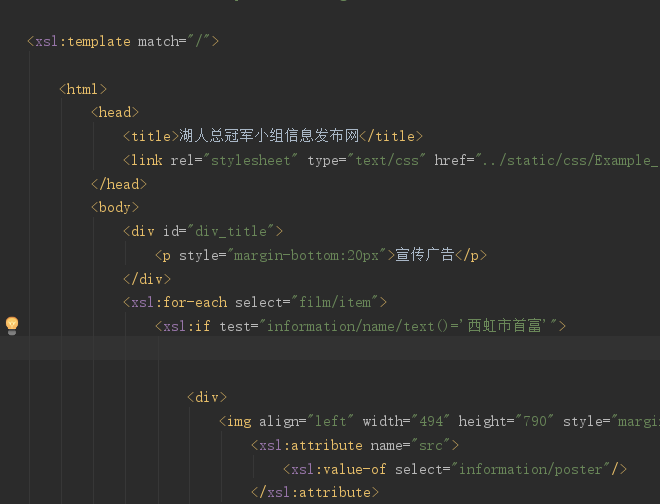 <xsl:template match="/">
<html>
<head>
<title>湖人总冠军小组信息发布网</title>
<link rel="stylesheet" type="text/css" href="../static/css/Example_
</head>
<body>
<div id="div_title">
<p style="margin-bottom:20px">宣传广告</p>
</div>
<xsl:for-each select="film/item">
<xsl:if test="information/name/text()='西虹市首富'">
<div>
<img align="left" width="494" height="790" style="margi
<xsl:attribute name="src">
<xsl:value-of select="information/poster"/>
</xsl:attribute>